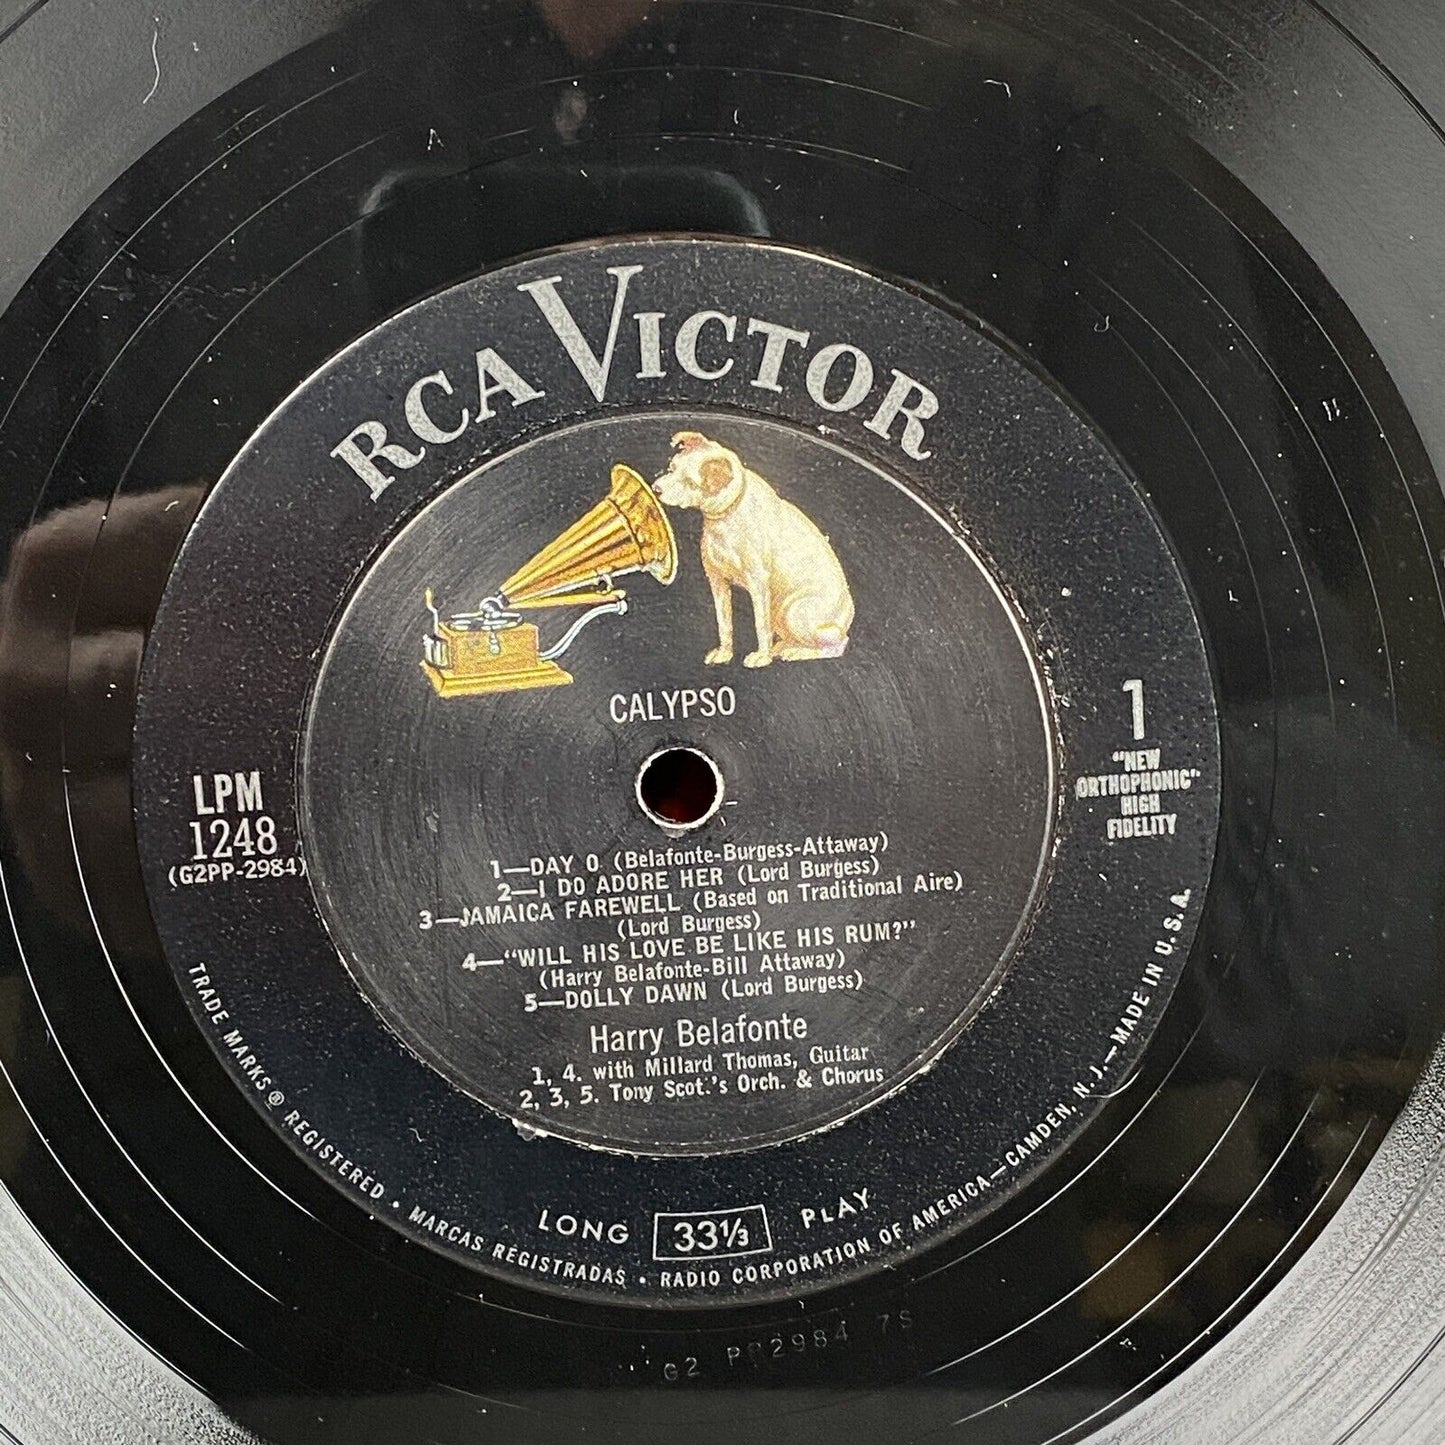 A
RCA VICTOR
CALYPSO
1
"NEW
ORTHOPHONIC"
HIGH
FIDELITY
LPM
1248
(G2PP-2984)
1—DAY O (Belafonte-Burgess-Attaway)
2—I DO ADORE HER (Lord Burgess)
3—JAMAICA FAREWELL (Based on Traditional Aire)
(Lord Burgess)
4—"WILL HIS LOVE BE LIKE HIS RUM?"
(Harry Belafonte-Bill Attaway)
5—DOLLY DAWN (Lord Burgess)
Harry Belafonte
1, 4. with Millard Thomas, Guitar
2, 3, 5. Tony Scot.'s Orch. & Chorus
LONG 33⅓ PLAY
TRADE MARKS ® REGISTERED • MARCAS REGISTRADAS • RADIO CORPORATION OF AMERICA—CAMDEN, N. J.—MADE IN U.S.A.
G2 PP2984 7S